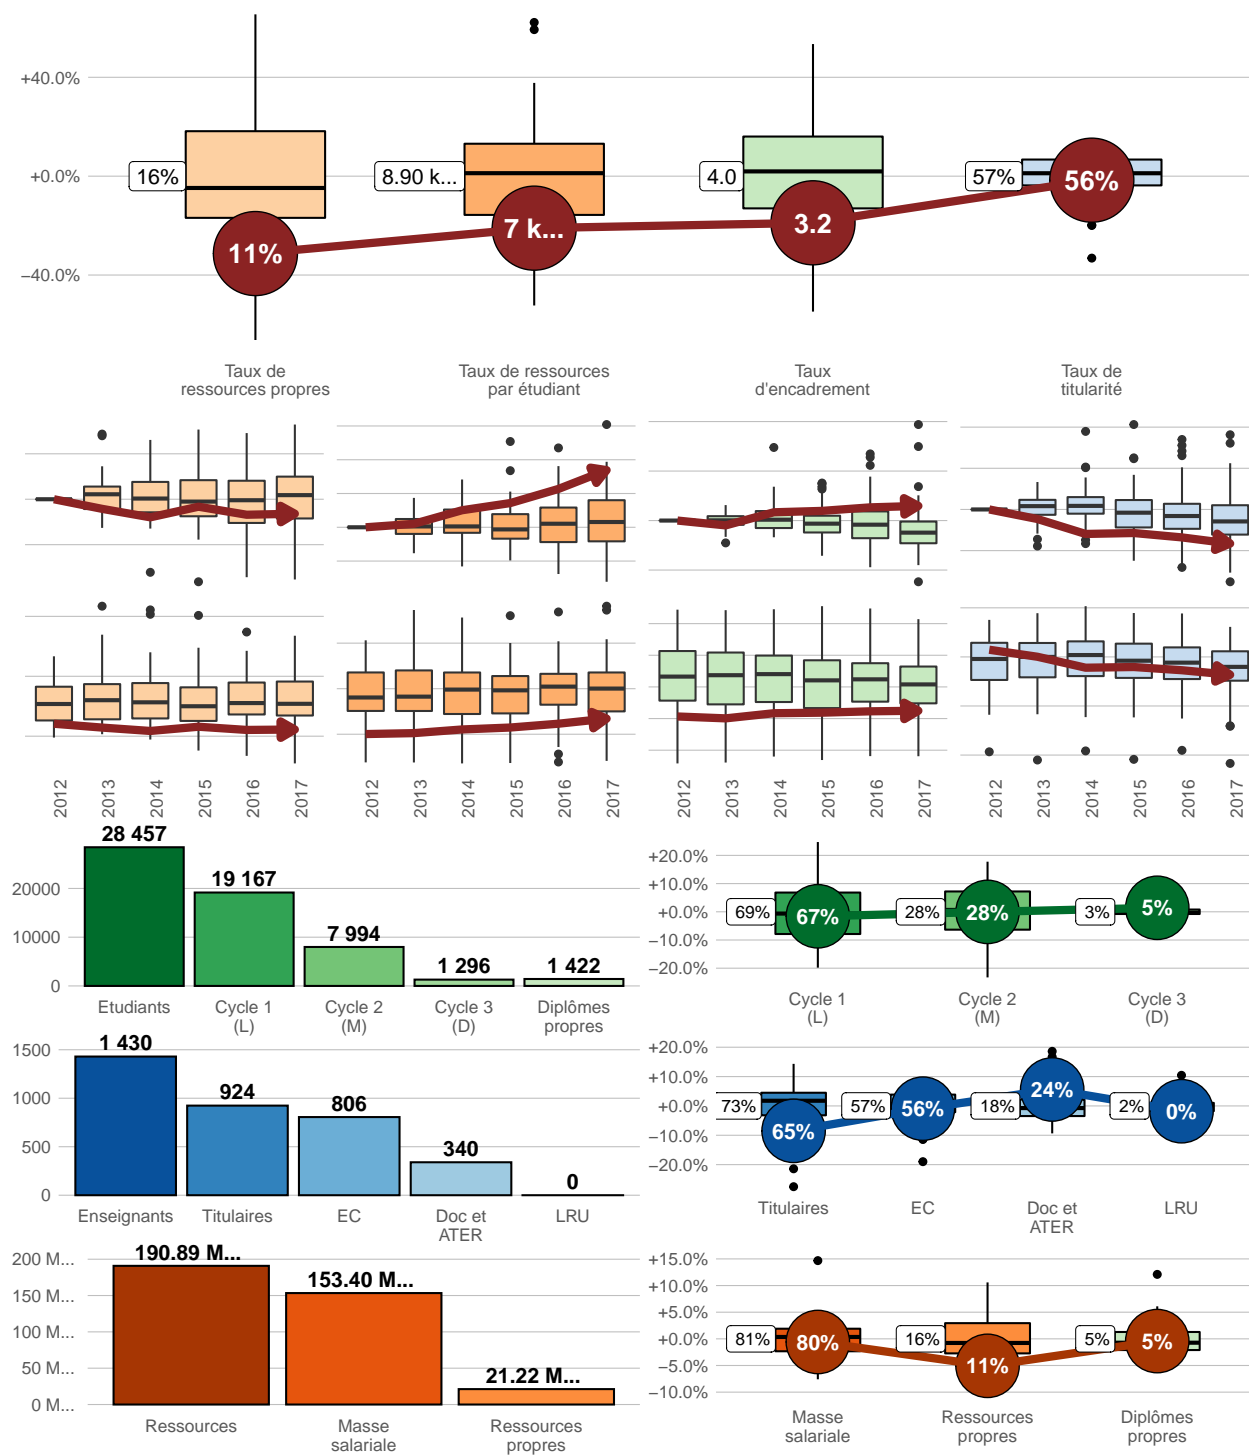 +40.0%
+0.0%
−40.0%
16%
8.90 k...
4.0
57%
11%
7 k...
3.2
56%
Taux de
ressources propres
Taux de ressources
par étudiant
Taux
d'encadrement
Taux de
titularité
2012 2013 2014 2015 2016 2017
2012 2013 2014 2015 2016 2017
2012 2013 2014 2015 2016 2017
2012 2013 2014 2015 2016 2017
20000
10000
0
28 457
19 167
7 994
1 296
1 422
Etudiants
Cycle 1
(L)
Cycle 2
(M)
Cycle 3
(D)
Diplômes
propres
+20.0%
+10.0%
+0.0%
−10.0%
−20.0%
69%
67%
28%
28%
3%
5%
Cycle 1
(L)
Cycle 2
(M)
Cycle 3
(D)
1500
1000
500
0
1 430
924
806
340
0
Enseignants
Titulaires
EC
Doc et
ATER
LRU
+20.0%
+10.0%
+0.0%
−10.0%
−20.0%
73%
65%
57%
56%
18%
24%
2%
0%
Titulaires
EC
Doc et
ATER
LRU
200 M...
150 M...
100 M...
50 M...
0 M...
190.89 M...
153.40 M...
21.22 M...
Ressources
Masse
salariale
Ressources
propres
+15.0%
+10.0%
+5.0%
+0.0%
−5.0%
−10.0%
81%
80%
16%
11%
5%
5%
Masse
salariale
Ressources
propres
Diplômes
propres